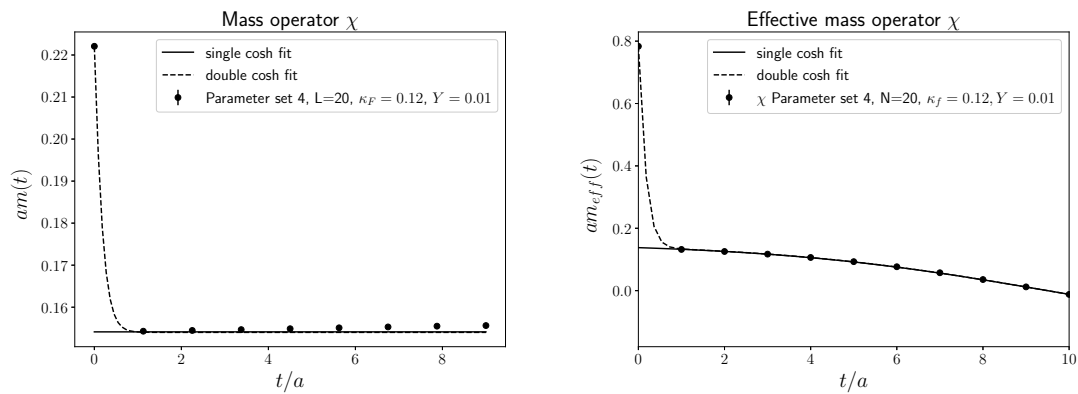 Mass operator χ
0.22
0.21
0.20
0.19
0.18
0.17
0.16
am(t)
0
2
4
6
8
t/a
single cosh fit
double cosh fit
Parameter set 4, L=20, κ_F = 0.12, Y = 0.01
Effective mass operator χ
0.8
0.6
0.4
0.2
0.0
am_{eff}(t)
0
2
4
6
8
10
t/a
single cosh fit
double cosh fit
χ Parameter set 4, N=20, κ_f = 0.12, Y = 0.01